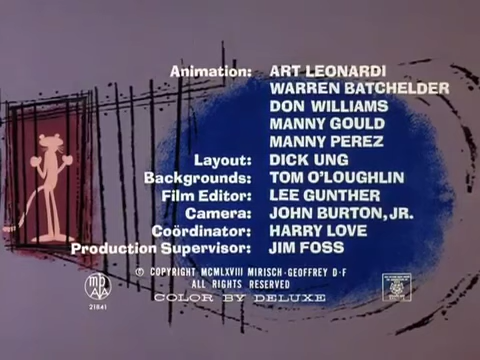 Animation: ART LEONARDI
WARREN BATCHELDER
DON WILLIAMS
MANNY GOULD
MANNY PEREZ
Layout: DICK UNG
Backgrounds: TOM O'LOUGHLIN
Film Editor: LEE GUNTHER
Camera: JOHN BURTON, JR.
Coördinator: HARRY LOVE
Production Supervisor: JIM FOSS
© COPYRIGHT MCMLXVIII MIRISCH-GEOFFREY D-F
ALL RIGHTS RESERVED
COLOR BY DELUXE
21841